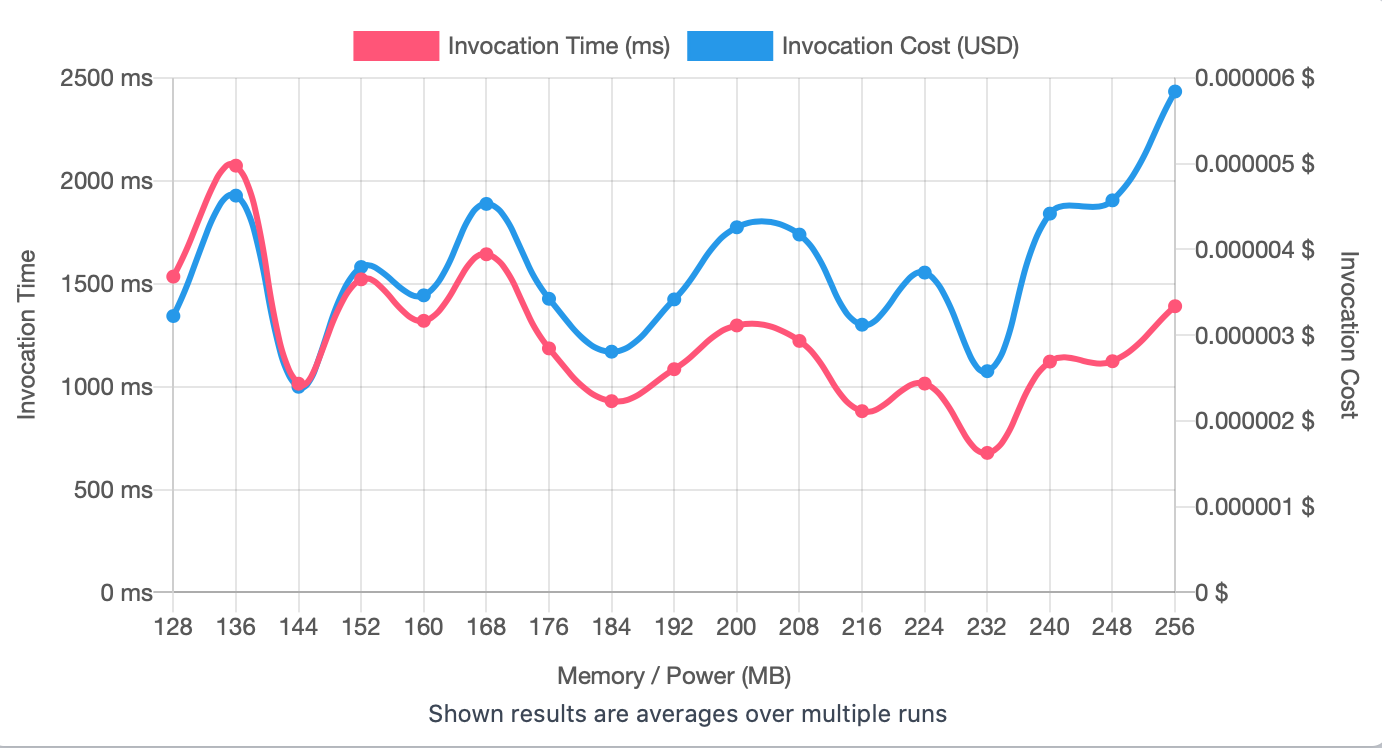 Invocation Time (ms) Invocation Cost (USD)
2500 ms
2000 ms
1500 ms
1000 ms
500 ms
0 ms
Invocation Time
0.000006 $
0.000005 $
0.000004 $
0.000003 $
0.000002 $
0.000001 $
0 $
Invocation Cost
128 136 144 152 160 168 176 184 192 200 208 216 224 232 240 248 256
Memory / Power (MB)
Shown results are averages over multiple runs